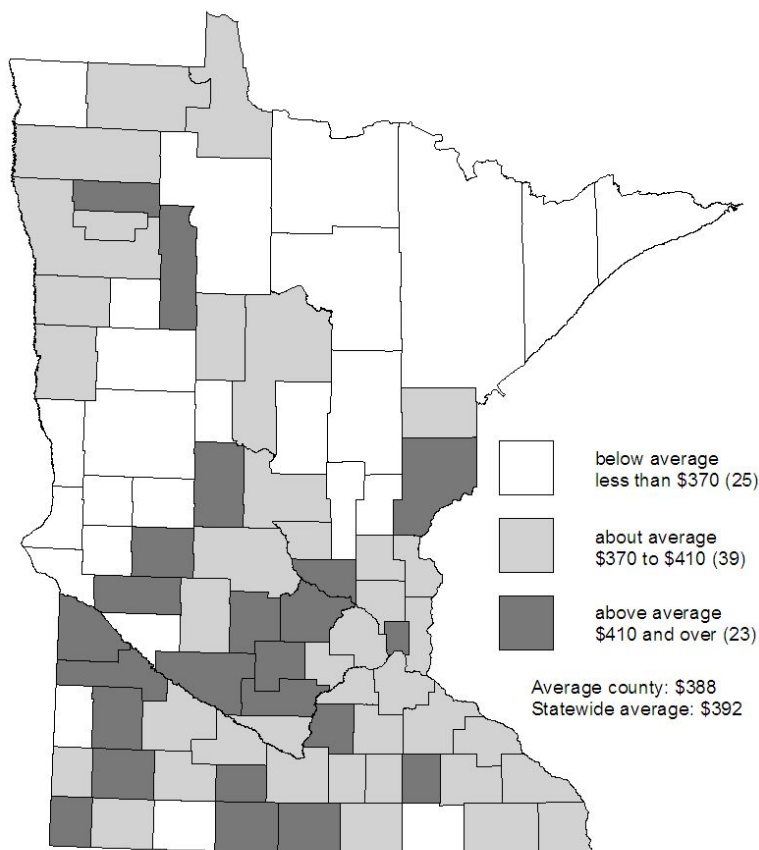 below average
less than $370 (25)
about average
$370 to $410 (39)
above average
$410 and over (23)
Average county: $388
Statewide average: $392